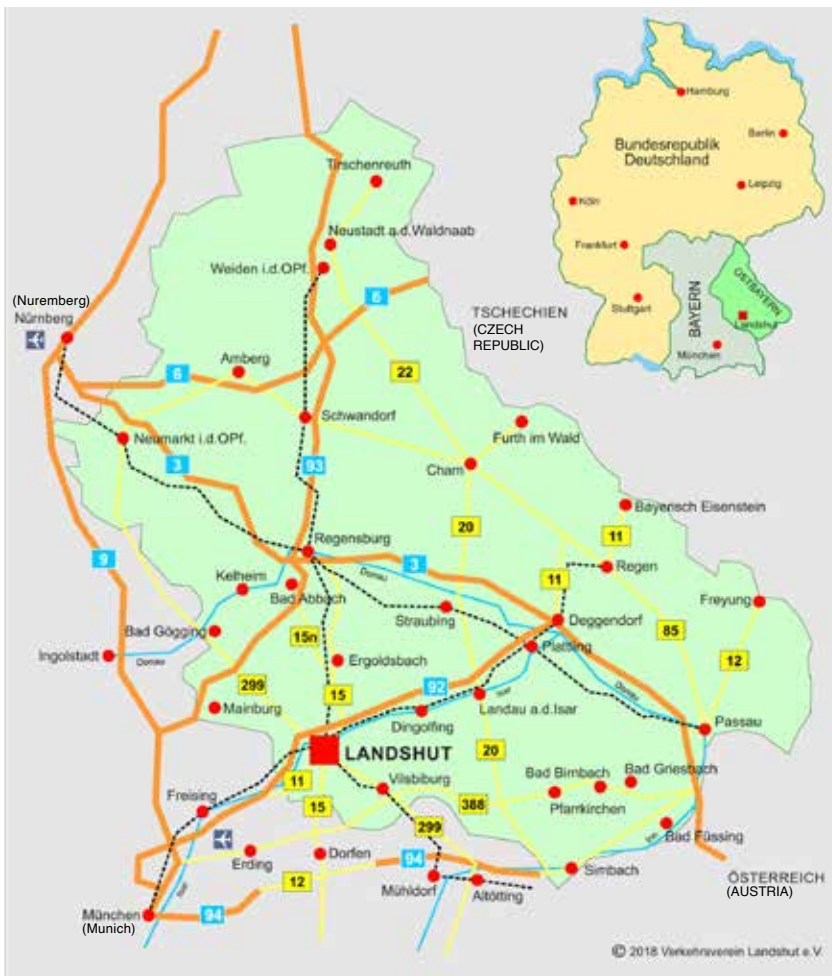 Hamburg
Berlin
Bundesrepublik
Deutschland
Leipzig
Köln
Frankfurt
Stuttgart
BAYERN
OSTBAYERN
Landshut
München
Tirschenreuth
Neustadt a.d.Waldnaab
Weiden i.d.OPf.
6
TSCHECHIEN
(CZECH
REPUBLIC)
(Nuremberg)
Nürnberg
Amberg
6
22
Schwandorf
Furth im Wald
Neumarkt i.d.OPf.
3
93
Cham
20
Bayerisch Eisenstein
11
9
Regensburg
3
Donau
11
Regen
Kelheim
Bad Abbach
Freyung
Straubing
Deggendorf
85
Bad Gögging
15n
Plattling
12
Ingolstadt
Donau
Ergoldsbach
299
15
92
Isar
Donau
Mainburg
Dingolfing
Landau a.d.Isar
Passau
LANDSHUT
20
11
Vilsbiburg
Bad Birnbach
Bad Griesbach
Freising
15
388
Pfarrkirchen
299
Inn
Bad Füssing
Erding
Dorfen
94
Simbach
ÖSTERREICH
(AUSTRIA)
Isar
12
Mühldorf
Altötting
München
(Munich)
94
© 2018 Verkehrsverein Landshut e.V.